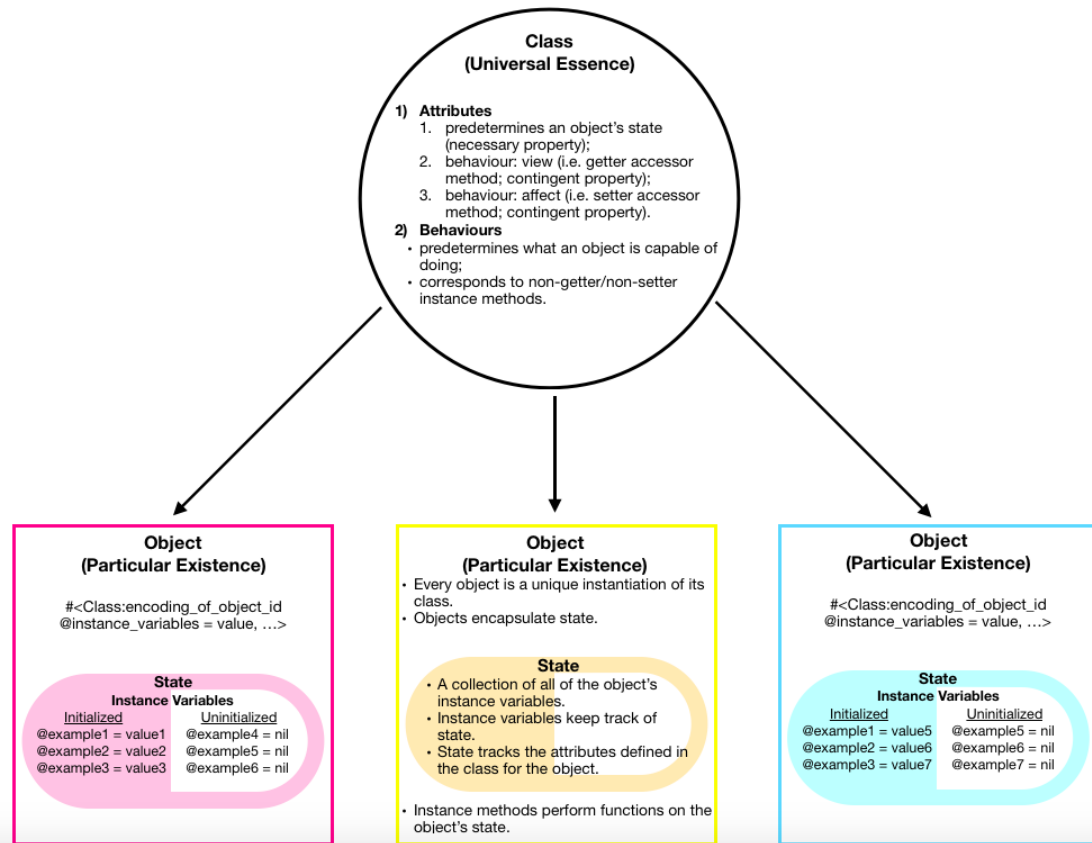 Class
(Universal Essence)
1) Attributes
1. predetermines an object's state
(necessary property);
2. behaviour: view (i.e. getter accessor
method; contingent property);
3. behaviour: affect (i.e. setter accessor
method; contingent property).
2) Behaviours
• predetermines what an object is capable of
doing;
• corresponds to non-getter/non-setter
instance methods.
Object
(Particular Existence)
#<Class:encoding_of_object_id
@instance_variables = value, …>
State
Instance Variables
Initialized Uninitialized
@example1 = value1 @example4 = nil
@example2 = value2 @example5 = nil
@example3 = value3 @example6 = nil
Object
(Particular Existence)
• Every object is a unique instantiation of its
class.
• Objects encapsulate state.
State
• A collection of all of the object's
instance variables.
• Instance variables keep track of
state.
• State tracks the attributes defined in
the class for the object.
• Instance methods perform functions on the
object's state.
Object
(Particular Existence)
#<Class:encoding_of_object_id
@instance_variables = value, …>
State
Instance Variables
Initialized Uninitialized
@example1 = value5 @example5 = nil
@example2 = value6 @example6 = nil
@example3 = value7 @example7 = nil